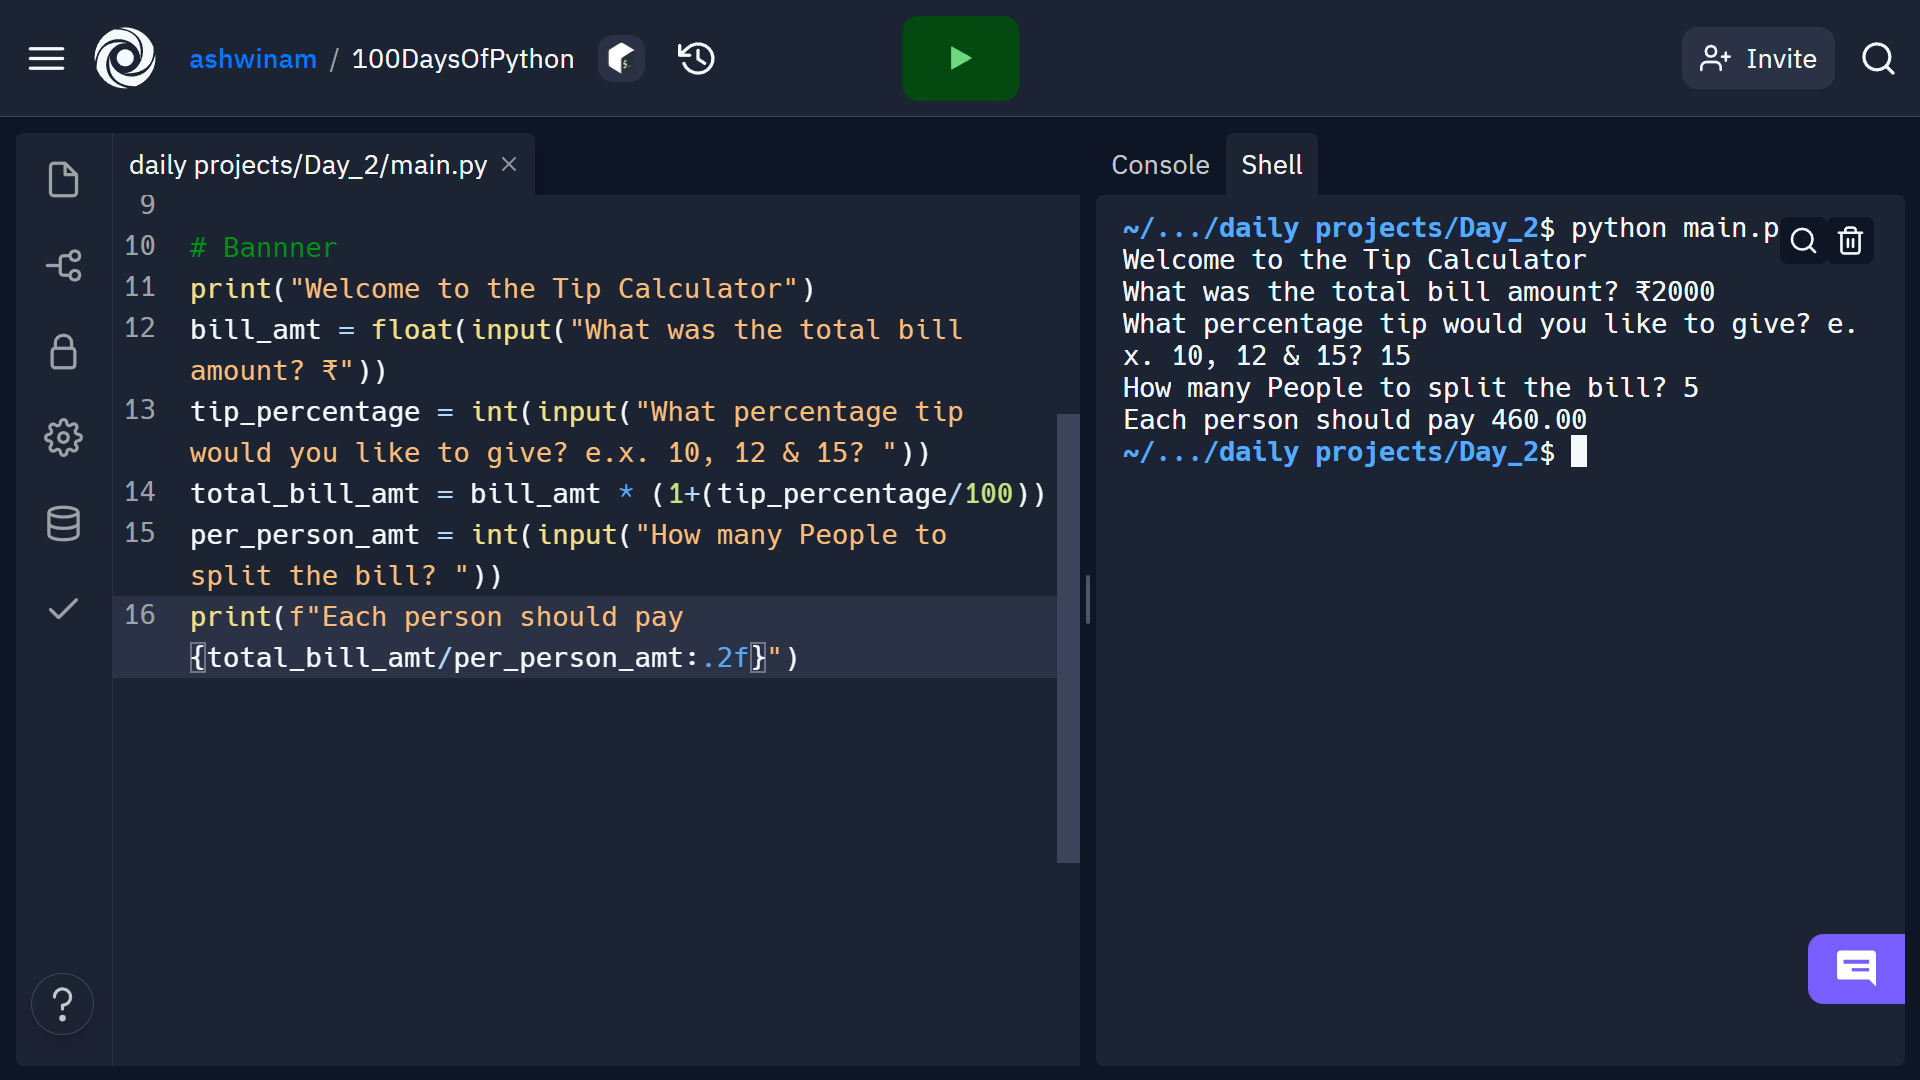 ashwinam / 100DaysOfPython
Invite
daily projects/Day_2/main.py
9
10 # Bannner
11 print("Welcome to the Tip Calculator")
12 bill_amt = float(input("What was the total bill
amount? ₹"))
13 tip_percentage = int(input("What percentage tip
would you like to give? e.x. 10, 12 & 15? "))
14 total_bill_amt = bill_amt * (1+(tip_percentage/100))
15 per_person_amt = int(input("How many People to
split the bill? "))
16 print(f"Each person should pay
{total_bill_amt/per_person_amt:.2f}")
?
Console Shell
~/.../daily projects/Day_2$ python main.p
Welcome to the Tip Calculator
What was the total bill amount? ₹2000
What percentage tip would you like to give? e.
x. 10, 12 & 15? 15
How many People to split the bill? 5
Each person should pay 460.00
~/.../daily projects/Day_2$